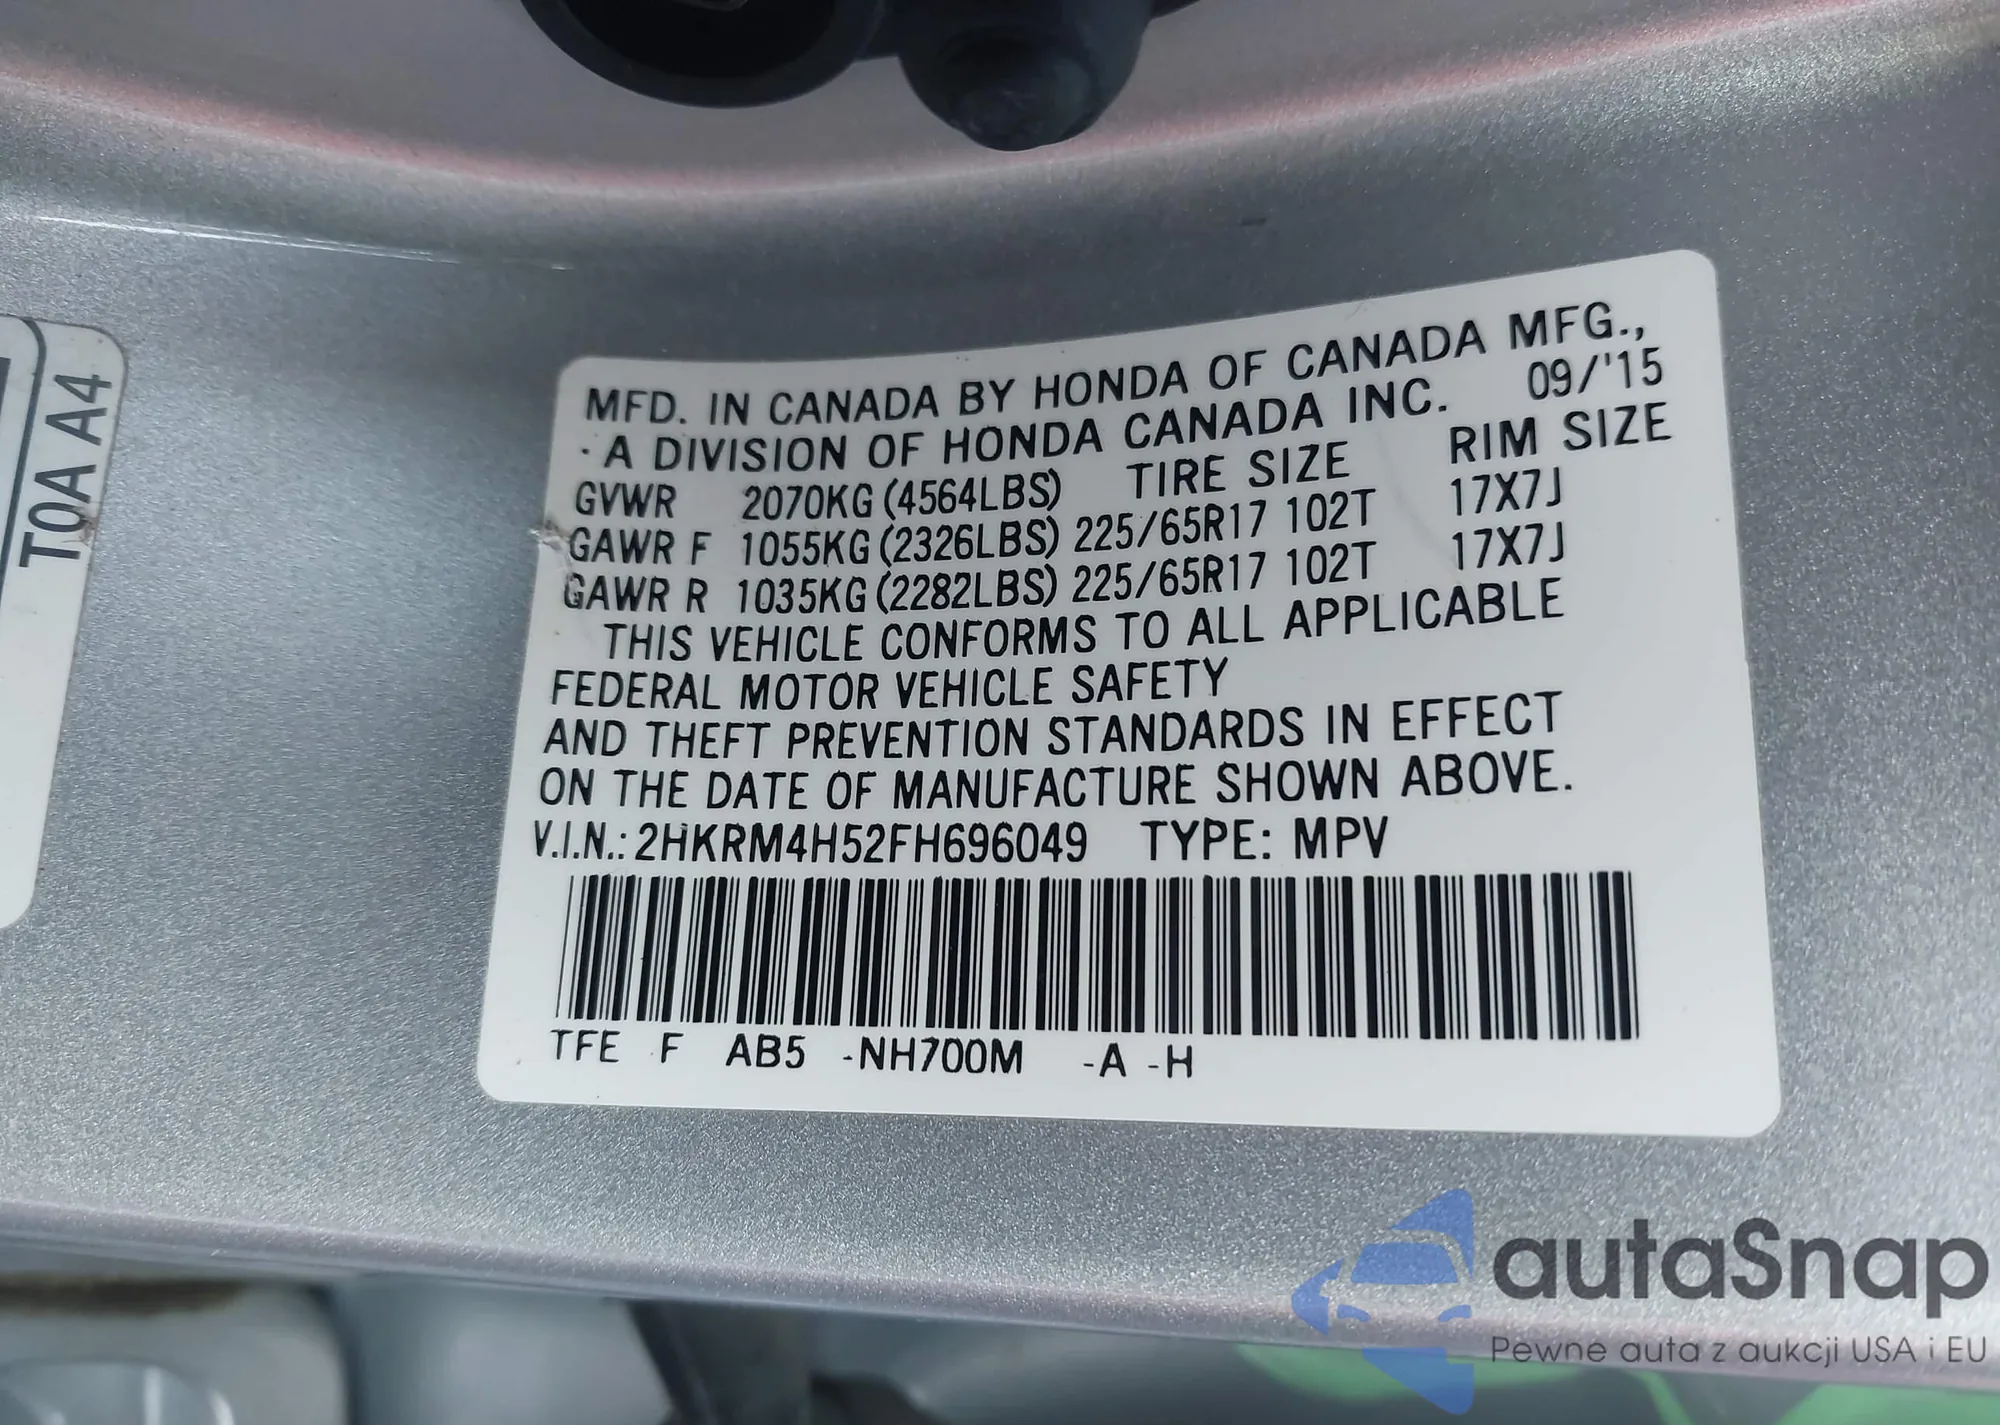 MFD. IN CANADA BY HONDA OF CANADA MFG.,
A DIVISION OF HONDA CANADA INC. 09/'15
GVWR 2070KG (4564LBS) TIRE SIZE RIM SIZE
GAWR F 1055KG (2326LBS) 225/65R17 102T 17X7J
GAWR R 1035KG (2282LBS) 225/65R17 102T 17X7J
THIS VEHICLE CONFORMS TO ALL APPLICABLE
FEDERAL MOTOR VEHICLE SAFETY
AND THEFT PREVENTION STANDARDS IN EFFECT
ON THE DATE OF MANUFACTURE SHOWN ABOVE.
V.I.N.: 2HKRM4H52FH696049 TYPE: MPV
TFE F AB5 -NH700M -A -H
T0A A4
autaSnap
Pewne auta z aukcji USA i EU